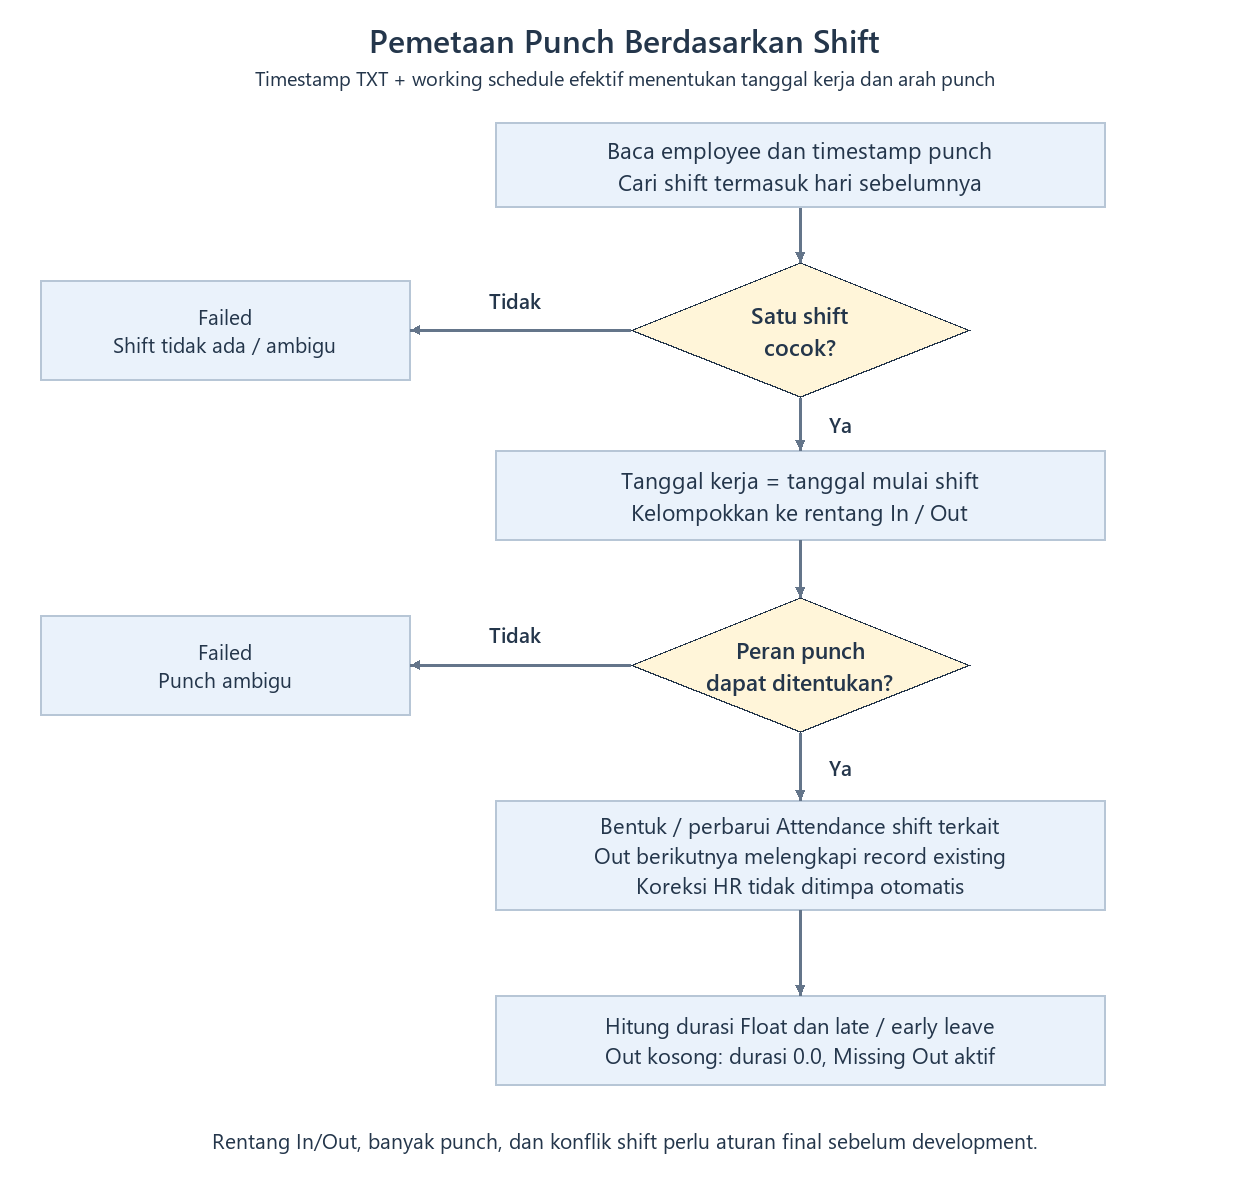 Pemetaan Punch Berdasarkan Shift
Timestamp TXT + working schedule efektif menentukan tanggal kerja dan arah punch
Baca employee dan timestamp punch
Cari shift termasuk hari sebelumnya
Satu shift
cocok?
Tidak
Failed
Shift tidak ada / ambigu
Ya
Tanggal kerja = tanggal mulai shift
Kelompokkan ke rentang In / Out
Peran punch
dapat ditentukan?
Tidak
Failed
Punch ambigu
Ya
Bentuk / perbarui Attendance shift terkait
Out berikutnya melengkapi record existing
Koreksi HR tidak ditimpa otomatis
Hitung durasi Float dan late / early leave
Out kosong: durasi 0.0, Missing Out aktif
Rentang In/Out, banyak punch, dan konflik shift perlu aturan final sebelum development.